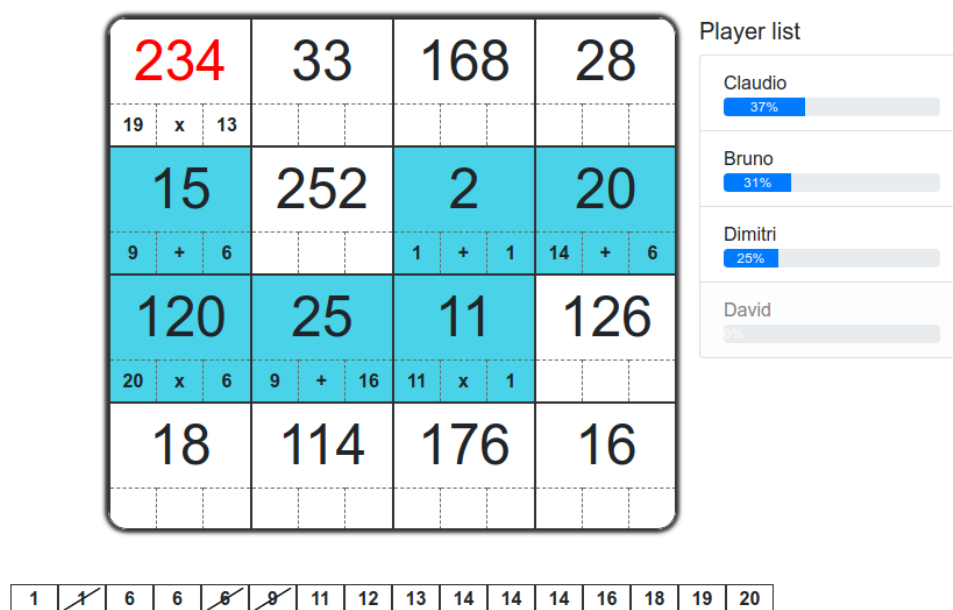 234 33 168 28
19 x 13
15 252 2 20
9 + 6 1 + 1 14 + 6
120 25 11 126
20 x 6 9 + 16 11 x 1
18 114 176 16
1 1 6 6 6 9 11 12 13 14 14 14 16 18 19 20
Player list
Claudio
37%
Bruno
31%
Dimitri
25%
David
0%